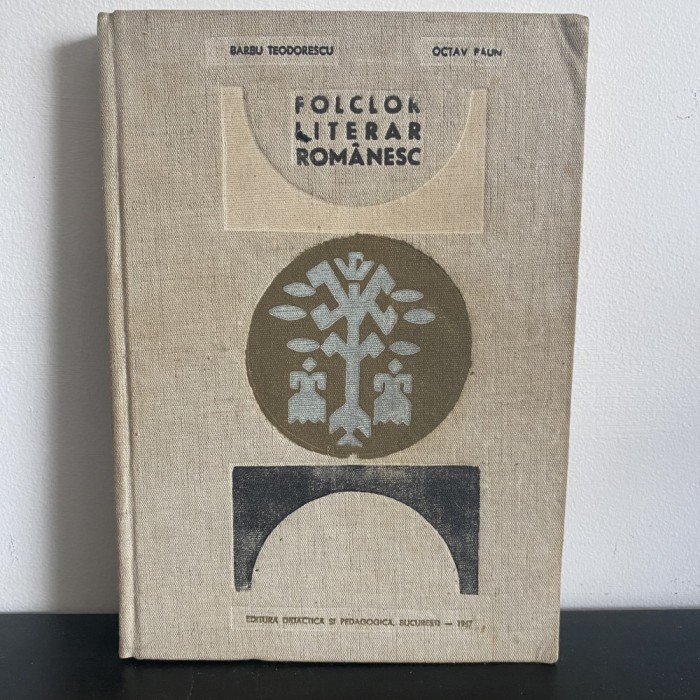 BARBU TEODORESCU
OCTAV PĂUN
FOLCLOR
LITERAR
ROMÂNESC
EDITURA DIDACTICĂ ȘI PEDAGOGICĂ, BUCUREȘTI — 1967